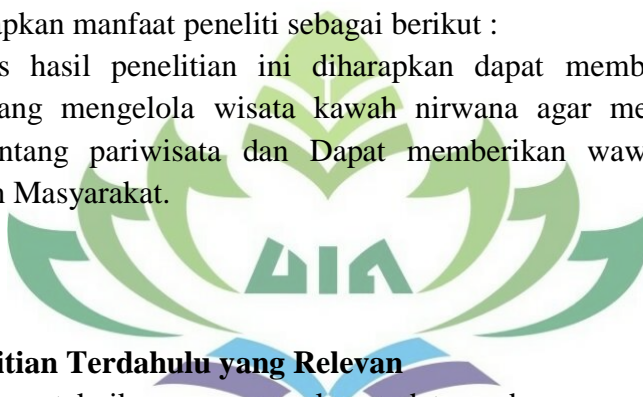 apkan manfaat peneliti sebagai berikut :
s hasil penelitian ini diharapkan dapat memb
ang mengelola wisata kawah nirwana agar me
ntang pariwisata dan Dapat memberikan waw
n Masyarakat.
UIN
itian Terdahulu yang Relevan